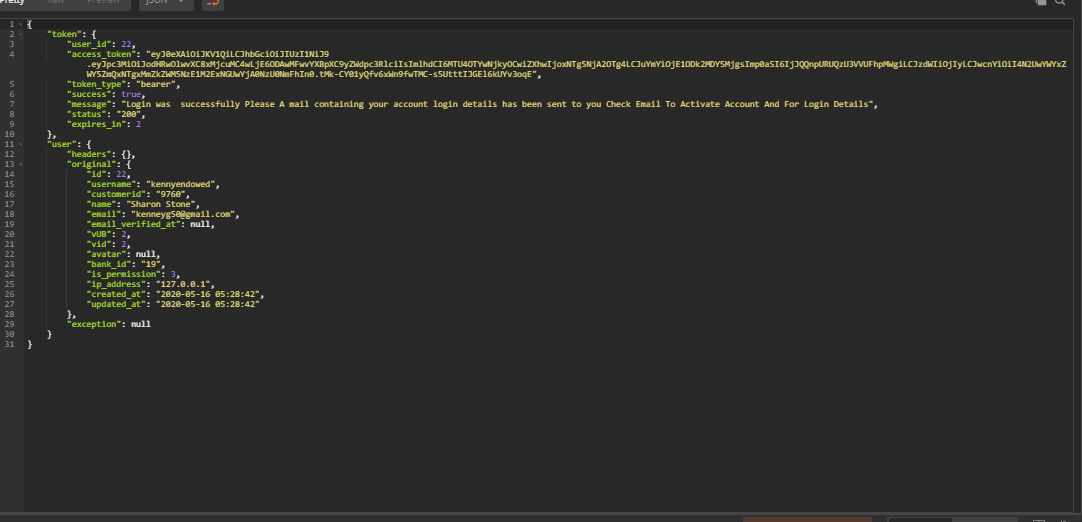 Pretty Raw Preview JSON
1 {
2 "token": {
3 "user_id": 22,
4 "access_token": "eyJ0eXAiOiJKV1QiLCJhbGciOiJIUzI1NiJ9
5 "token_type": "bearer",
6 "success": true,
7 "message": "Login was  successfully Please A mail containing your account login details has been sent to you Check Email To Activate Account And For Login Details",
8 "status": "200",
9 "expires_in": 2
10 },
11 "user": {
12 "headers": {},
13 "original": {
14 "id": 22,
15 "username": "kennyendowed",
16 "customerid": "9760",
17 "name": "Sharon Stone",
18 "email": "kenneyg50@gmail.com",
19 "email_verified_at": null,
20 "vUB": 2,
21 "vid": 2,
22 "avatar": null,
23 "bank_id": "19",
24 "is_permission": 3,
25 "ip_address": "127.0.0.1",
26 "created_at": "2020-05-16 05:28:42",
27 "updated_at": "2020-05-16 05:28:42"
28 },
29 "exception": null
30 }
31 }